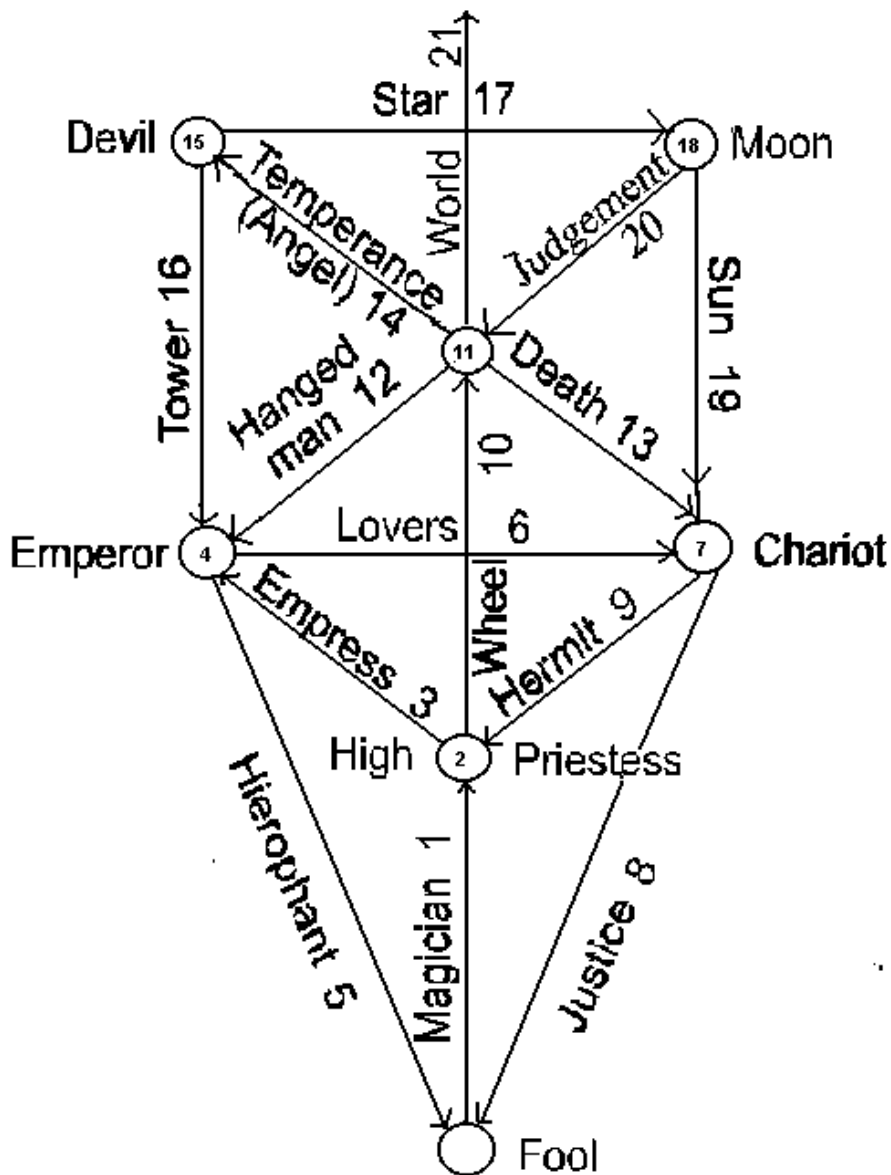 21
Star 17
Devil
15
18
Moon
Temperance
(Angel) 14
World
Judgement
20
Tower 16
Sun 19
11
Hanged
man 12
Death 13
10
Lovers 6
Emperor
4
7
Chariot
Empress 3
Wheel
Hermit 9
High
2
Priestess
Hierophant 5
Magician 1
Justice 8
Fool